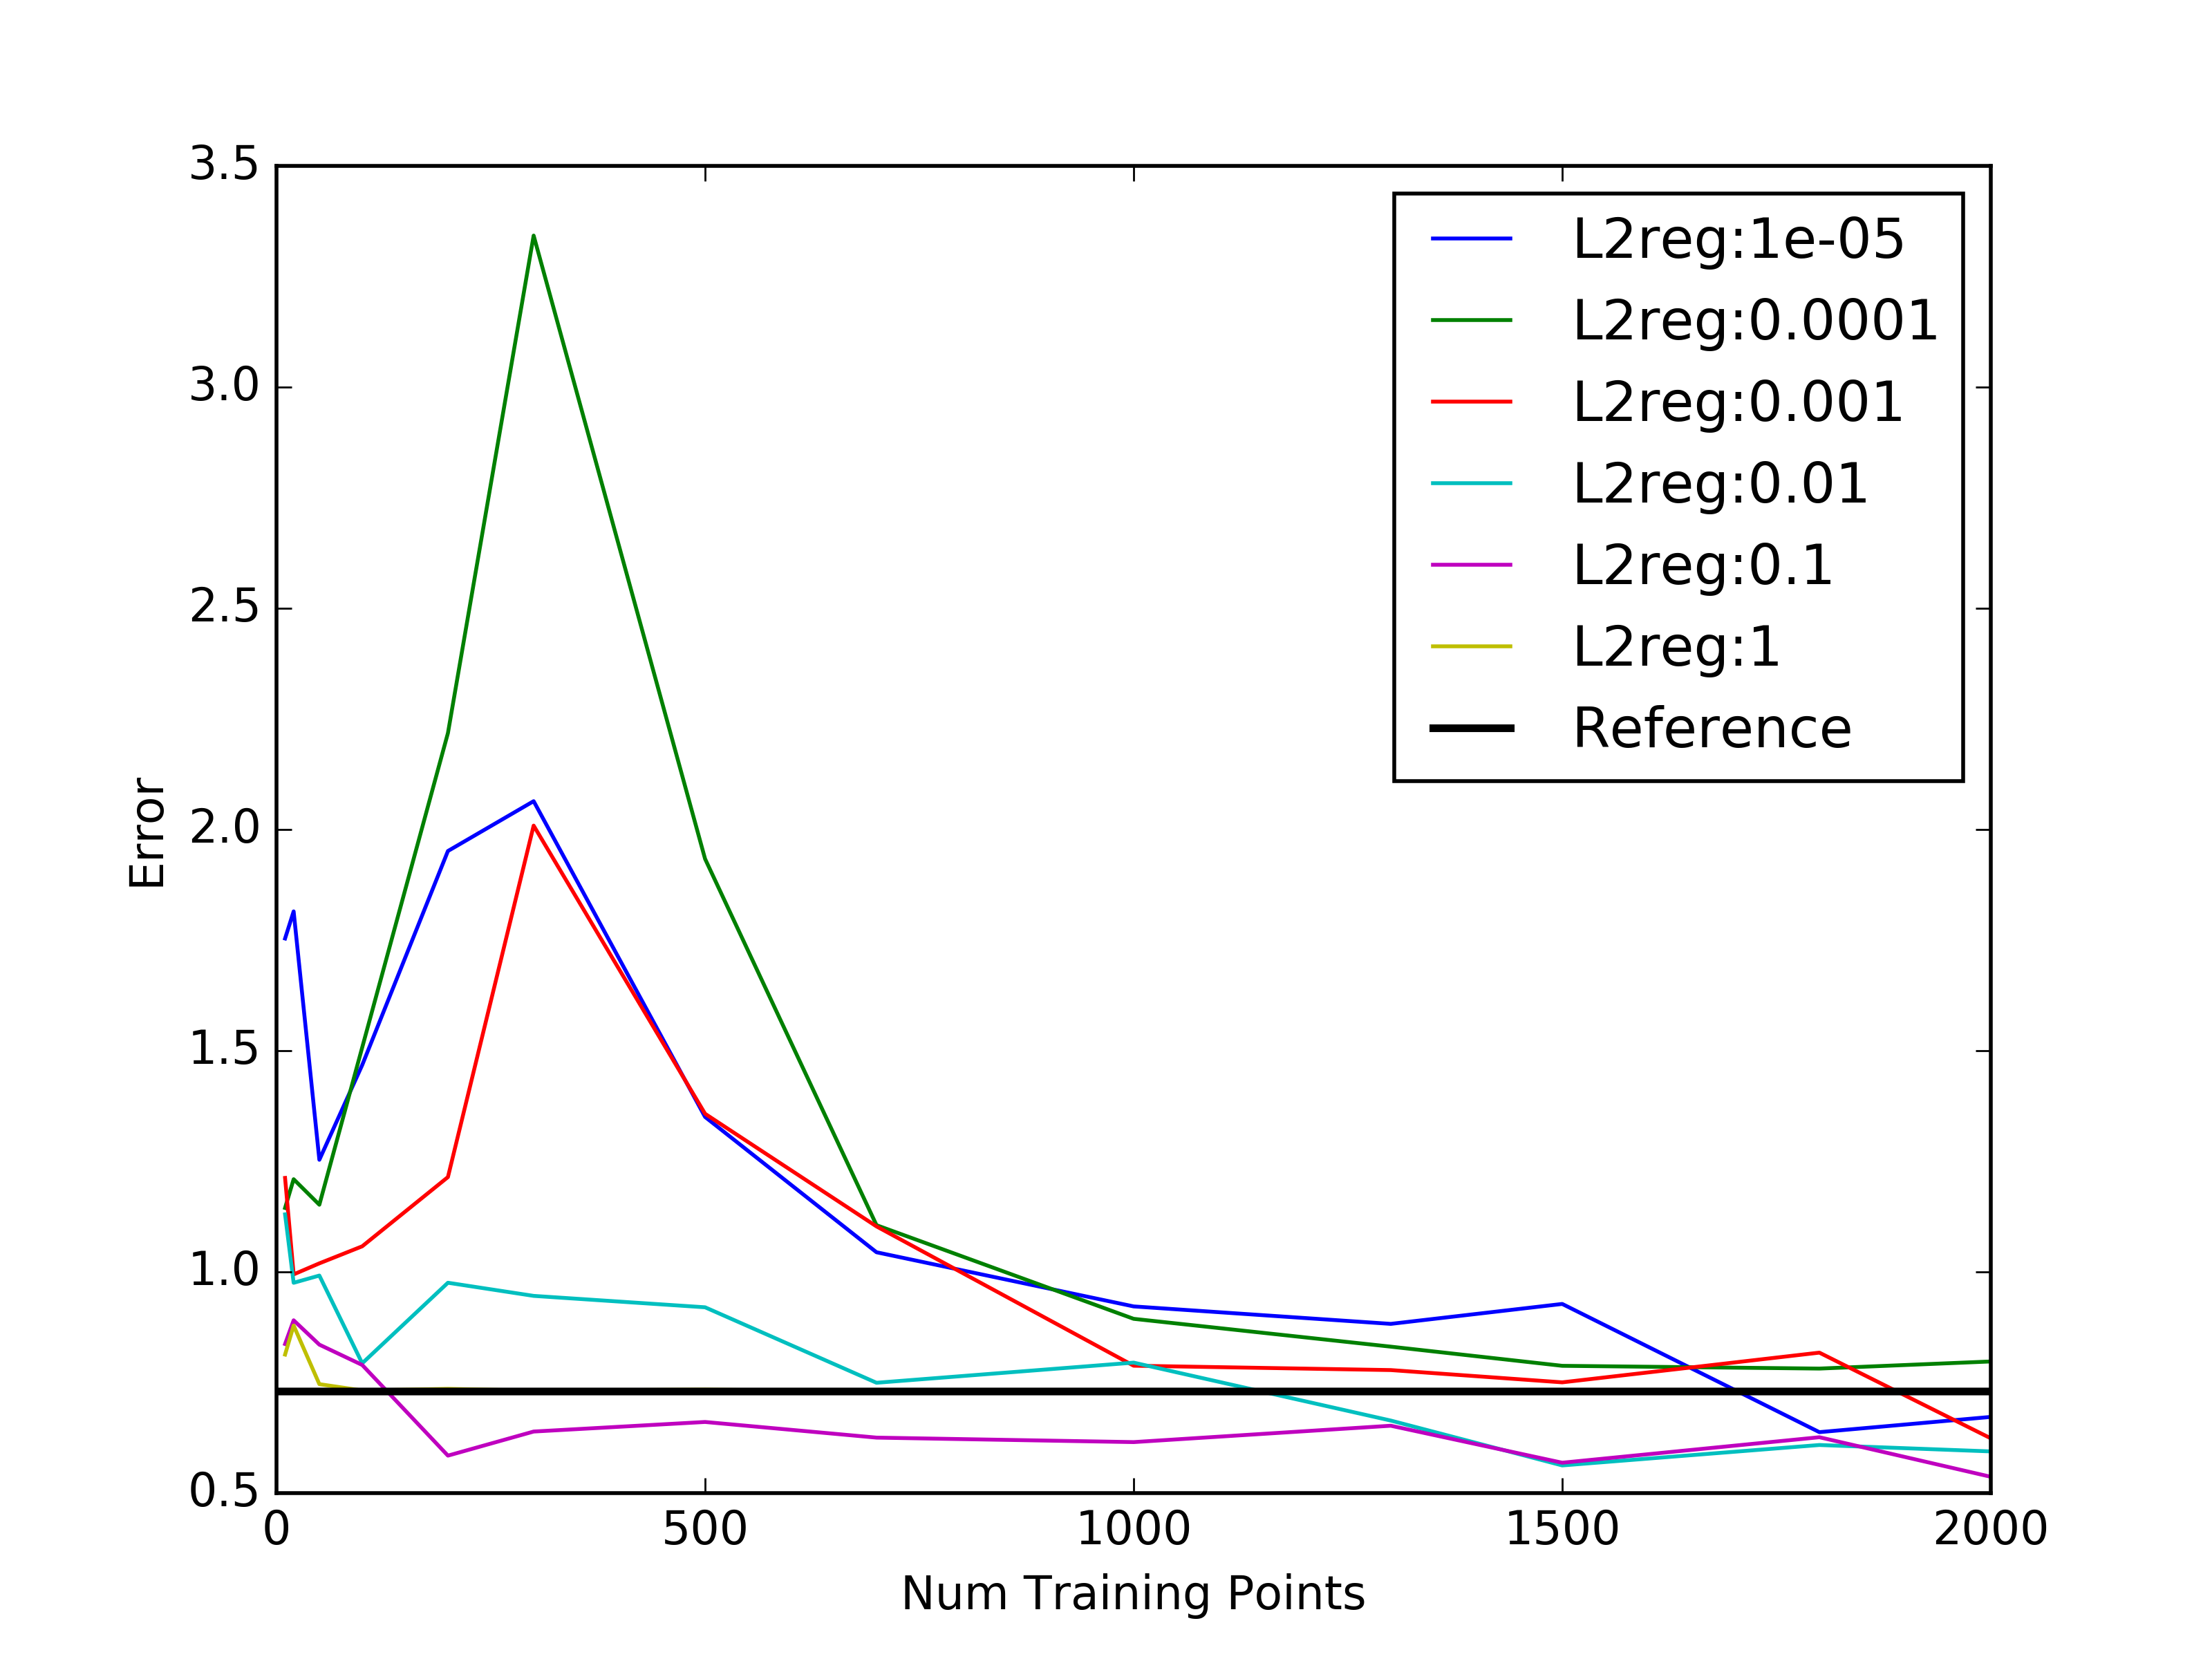 3.5
3.0
2.5
2.0
1.5
1.0
0.5
Error
0
500
1000
1500
2000
Num Training Points
L2reg:1e-05
L2reg:0.0001
L2reg:0.001
L2reg:0.01
L2reg:0.1
L2reg:1
Reference